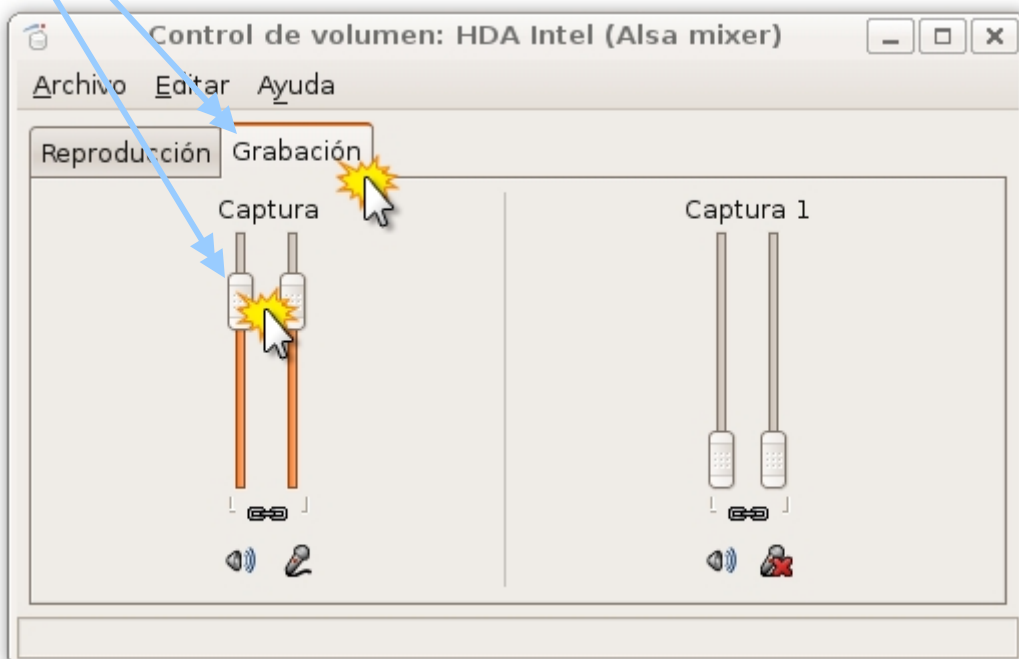 Control de volumen: HDA Intel (Alsa mixer)
Archivo Editar Ayuda
Reproducción Grabación
Captura Captura 1